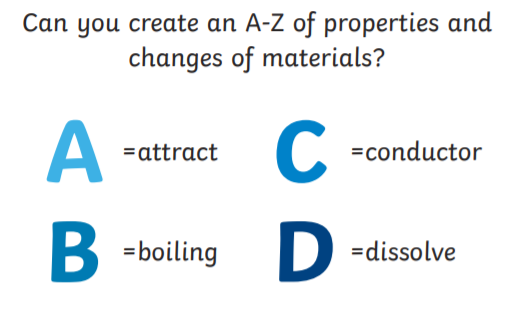 Can you create an A-Z of properties and
changes of materials?
A =attract C =conductor
B =boiling D =dissolve